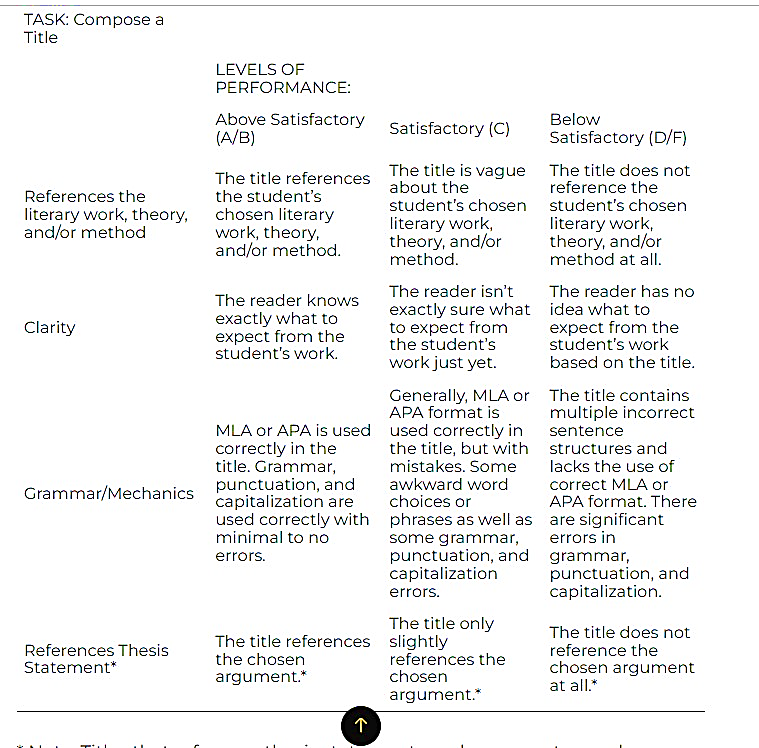 TASK: Compose a
Title
LEVELS OF
PERFORMANCE:
Above Satisfactory
(A/B)
Satisfactory (C)
Below
Satisfactory (D/F)
References the
literary work, theory,
and/or method
The title references
the student’s
chosen literary
work, theory,
and/or method.
The title is vague
about the
student’s chosen
literary work,
theory, and/or
method.
The title does not
reference the
student’s chosen
literary work,
theory, and/or
method at all.
Clarity
The reader knows
exactly what to
expect from the
student’s work.
The reader isn’t
exactly sure what
to expect from
the student’s
work just yet.
The reader has no
idea what to
expect from the
student’s work
based on the title.
Grammar/Mechanics
MLA or APA is used
correctly in the
title. Grammar,
punctuation, and
capitalization are
used correctly with
minimal to no
errors.
Generally, MLA or
APA format is
used correctly in
the title, but with
mistakes. Some
awkward word
choices or
phrases as well as
some grammar,
punctuation, and
capitalization
errors.
The title contains
multiple incorrect
sentence
structures and
lacks the use of
correct MLA or
APA format. There
are significant
errors in
grammar,
punctuation, and
capitalization.
References Thesis
Statement*
The title references
the chosen
argument.*
The title only
slightly
references the
chosen
argument.*
The title does not
reference the
chosen argument
at all.*